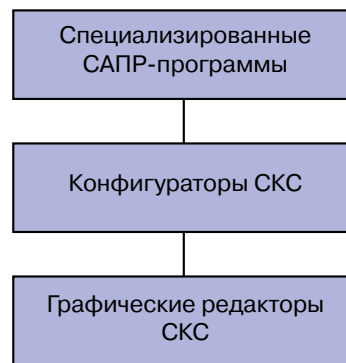 Специализированные
САПР-программы
Конфигураторы СКС
Графические редакторы
СКС